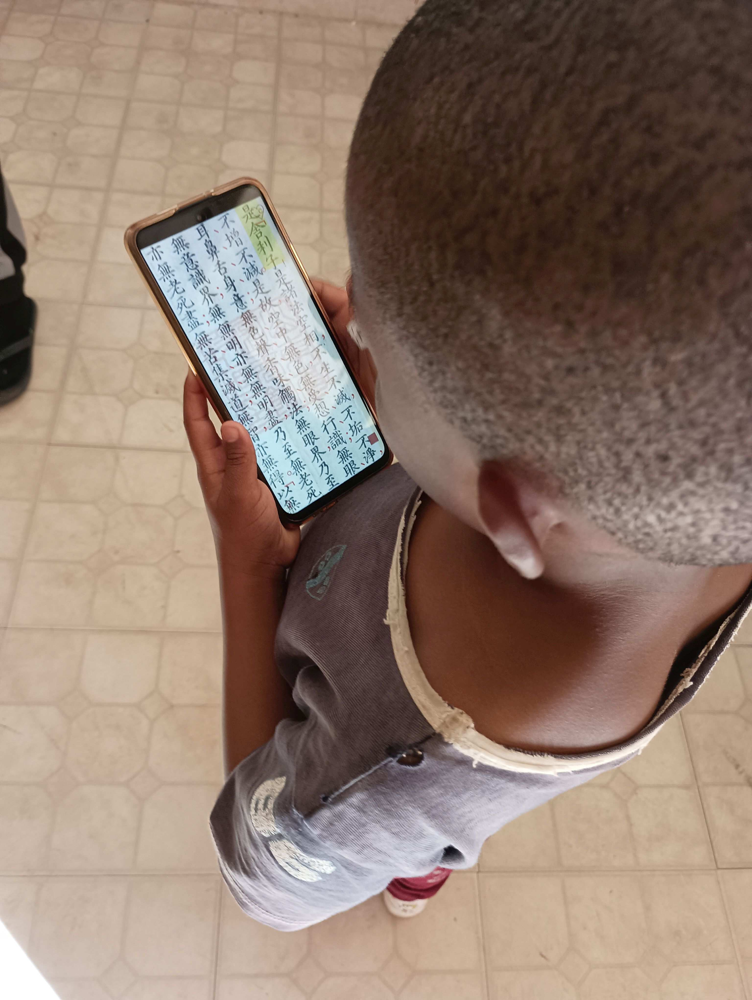 是舍利子是諸法空相,不生不滅,不垢不淨,
不增不減。是故空中無色,無受、想、行、識;無眼、
耳、鼻、舌、身、意;無色、聲、香、味、觸、法;無眼界,乃至
無意識界;無無明,亦無無明盡;乃至無老死,
亦無老死盡;無苦、集、滅、道;無智,亦無得。「以無